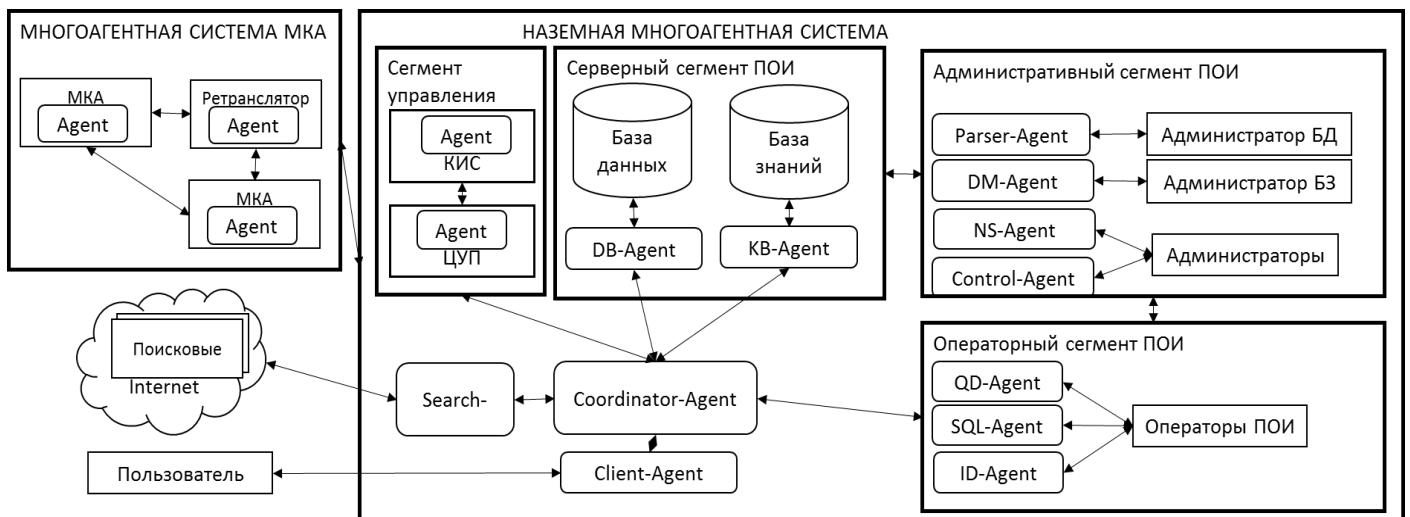 МНОГОАГЕНТНАЯ СИСТЕМА МКА
МКА
Agent
Ретранслятор
Agent
МКА
Agent
НАЗЕМНАЯ МНОГОАГЕНТНАЯ СИСТЕМА
Сегмент
управления
Agent
КИС
Agent
ЦУП
Серверный сегмент ПОИ
База
данных
База
знаний
DB-Agent
KB-Agent
Административный сегмент ПОИ
Parser-Agent
Администратор БД
DM-Agent
Администратор БЗ
NS-Agent
Администраторы
Control-Agent
Поисковые
Internet
Search-
Coordinator-Agent
Client-Agent
Пользователь
Операторный сегмент ПОИ
QD-Agent
SQL-Agent
Операторы ПОИ
ID-Agent